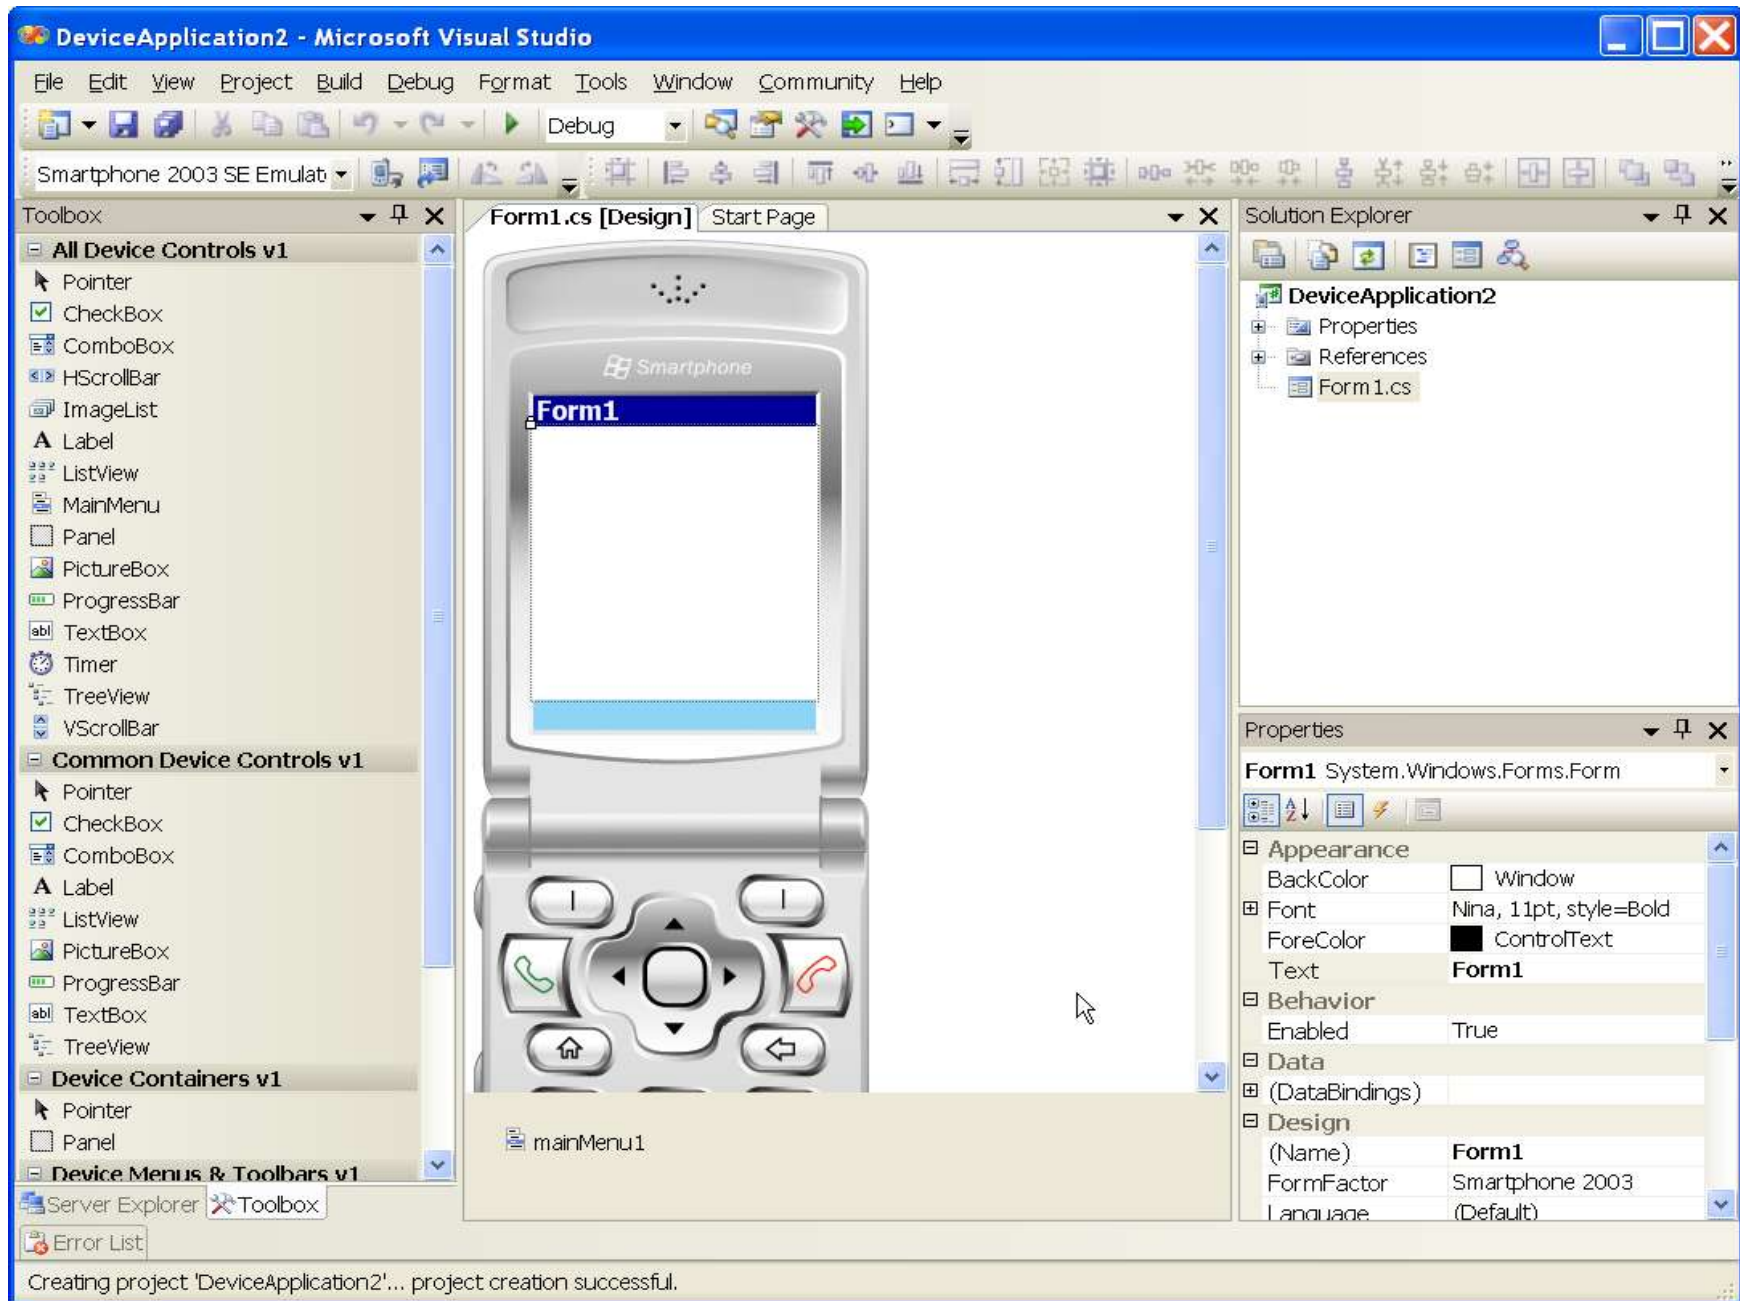 DeviceApplication2 - Microsoft Visual Studio
File Edit View Project Build Debug Format Tools Window Community Help
Debug
Smartphone 2003 SE Emulat
Toolbox
All Device Controls v1
Pointer
CheckBox
ComboBox
HScrollBar
ImageList
A Label
ListView
MainMenu
Panel
PictureBox
ProgressBar
abl TextBox
Timer
TreeView
VScrollBar
Common Device Controls v1
Pointer
CheckBox
ComboBox
A Label
ListView
PictureBox
ProgressBar
abl TextBox
TreeView
Device Containers v1
Pointer
Panel
Device Menus & Toolbars v1
Server Explorer Toolbox
Form1.cs [Design] Start Page
Smartphone
Form1
mainMenu1
Solution Explorer
DeviceApplication2
Properties
References
Form1.cs
Properties
Form1 System.Windows.Forms.Form
Appearance
BackColor Window
Font Nina, 11pt, style=Bold
ForeColor ControlText
Text Form1
Behavior
Enabled True
Data
(DataBindings)
Design
(Name) Form1
FormFactor Smartphone 2003
Language (Default)
Error List
Creating project 'DeviceApplication2'... project creation successful.